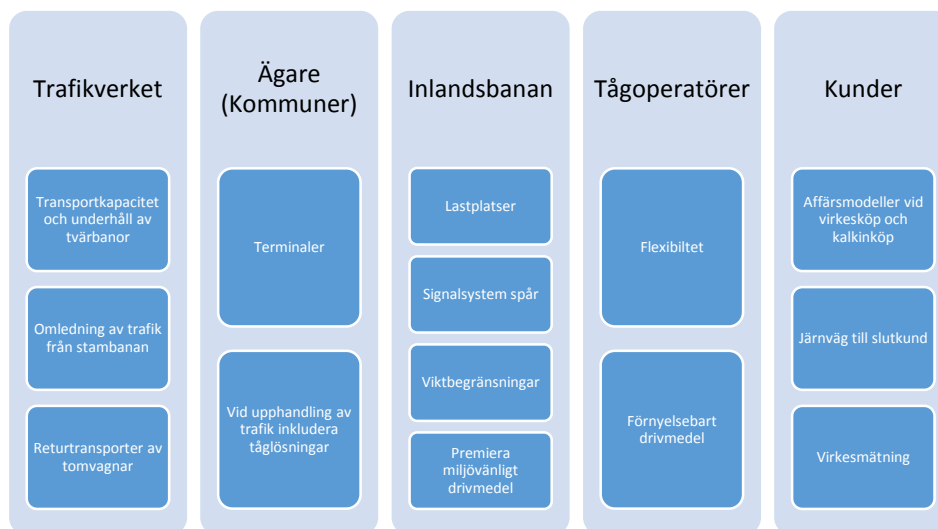 Trafikverket
Transportkapacitet
och underhåll av
tvärbanor
Omledning av trafik
från stambanan
Returtransporter av
tomvagnar
Ägare
(Kommuner)
Terminaler
Vid upphandling av
trafik inkludera
tåglösningar
Inlandsbanan
Lastplatser
Signalsystem spår
Viktbegränsningar
Premiera
miljövänligt
drivmedel
Tågoperatörer
Flexibiltet
Förnyelsebart
drivmedel
Kunder
Affärsmodeller vid
virkesköp och
kalkinköp
Järnväg till slutkund
Virkesmätning